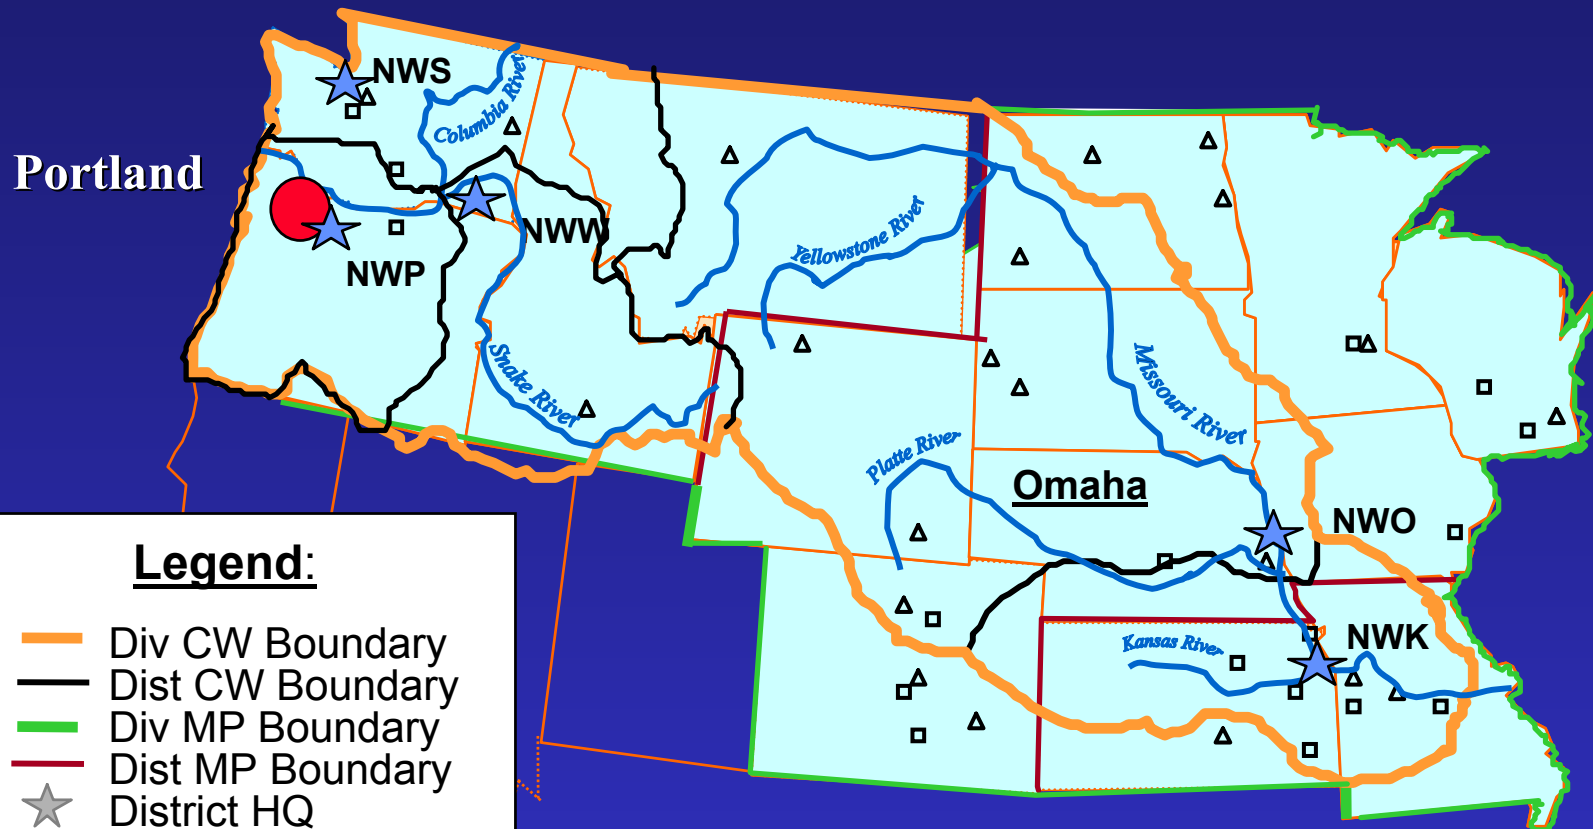 NWS
Columbia River
Portland
NWW
NWP
Yellowstone River
Snake River
Missouri River
Platte River
Omaha
NWO
NWK
Kansas River
Legend:
Div CW Boundary
Dist CW Boundary
Div MP Boundary
Dist MP Boundary
District HQ